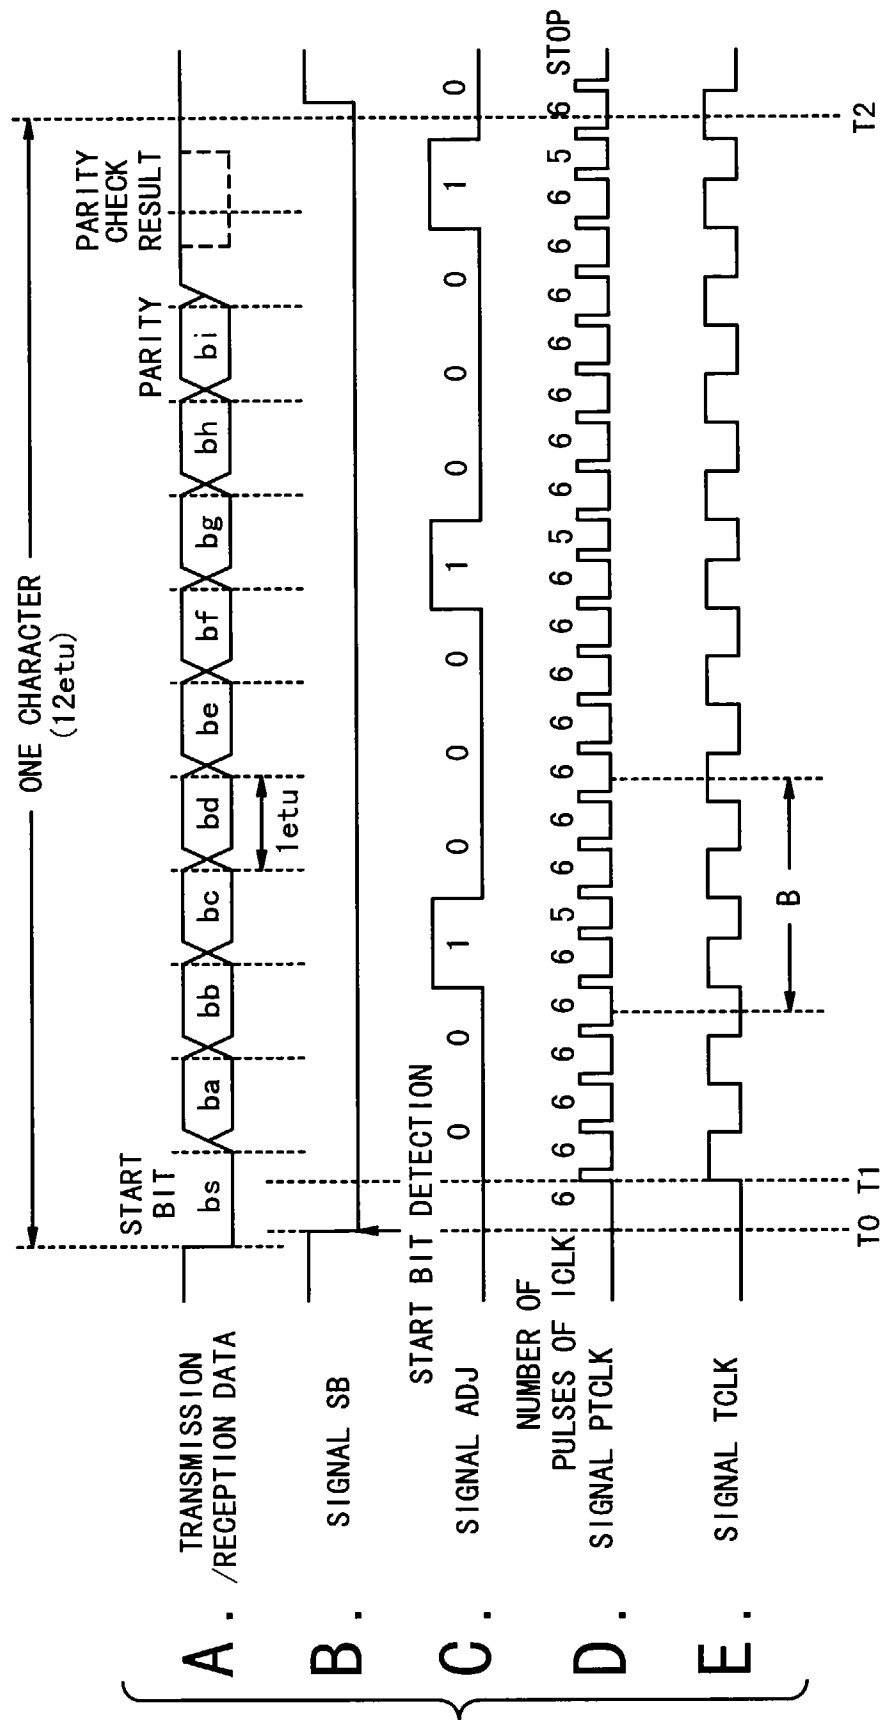 ONE CHARACTER
(12etu)
START
BIT
PARITY
PARITY
CHECK
RESULT
A.
TRANSMISSION
/RECEPTION DATA
bs ba bb bc bd be bf bg bh bi
1etu
B.
SIGNAL SB
START BIT DETECTION
C.
SIGNAL ADJ
0 0 1 0 0 0 1 0 0 0 1 0
NUMBER OF
PULSES OF ICLK
6 6 6 6 6 6 5 6 6 6 6 6 6 6 5 6 6 6 6 6 6 6 5 6 STOP
D.
SIGNAL PTCLK
B
E.
SIGNAL TCLK
T0 T1 T2